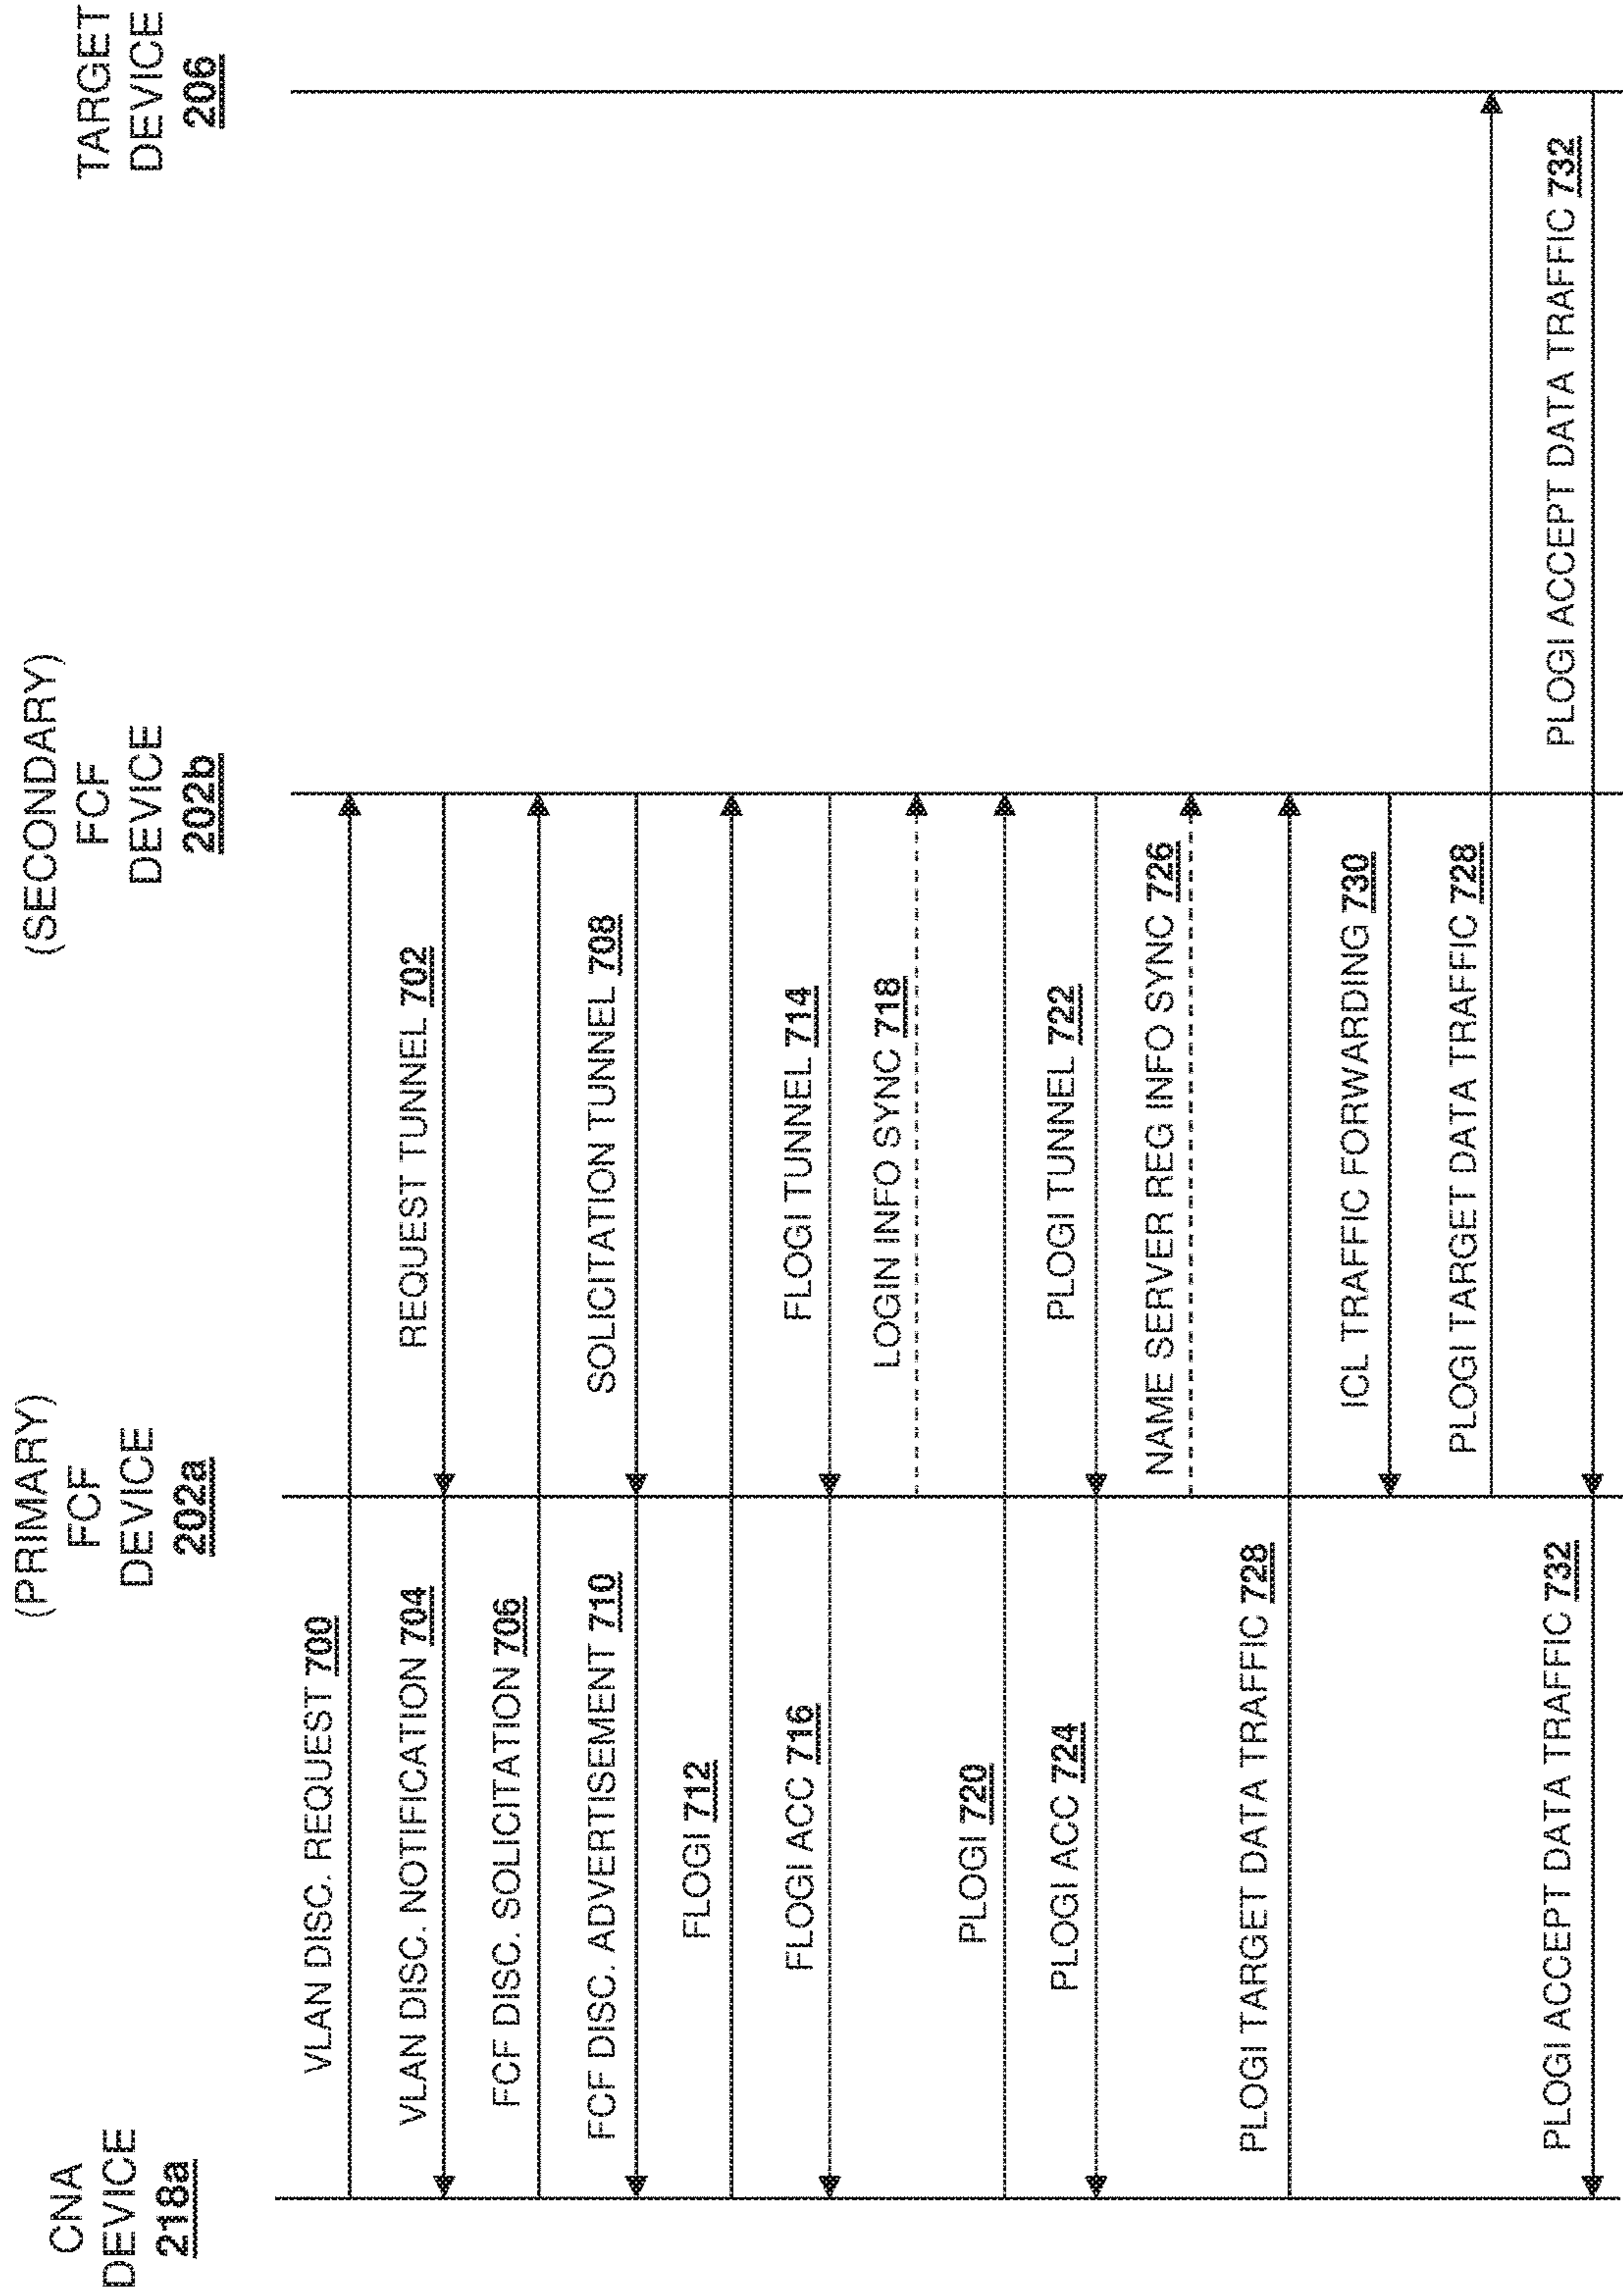 CNA
DEVICE
218a
(PRIMARY)
FCF
DEVICE
202a
(SECONDARY)
FCF
DEVICE
202b
TARGET
DEVICE
206
VLAN DISC. REQUEST 700
REQUEST TUNNEL 702
VLAN DISC. NOTIFICATION 704
FCF DISC. SOLICITATION 706
SOLICITATION TUNNEL 708
FCF DISC. ADVERTISEMENT 710
FLOGI 712
FLOGI TUNNEL 714
FLOGI ACC 716
LOGIN INFO SYNC 718
PLOGI 720
PLOGI TUNNEL 722
PLOGI ACC 724
NAME SERVER REG INFO SYNC 726
PLOGI TARGET DATA TRAFFIC 728
ICL TRAFFIC FORWARDING 730
PLOGI TARGET DATA TRAFFIC 728
PLOGI ACCEPT DATA TRAFFIC 732
PLOGI ACCEPT DATA TRAFFIC 732